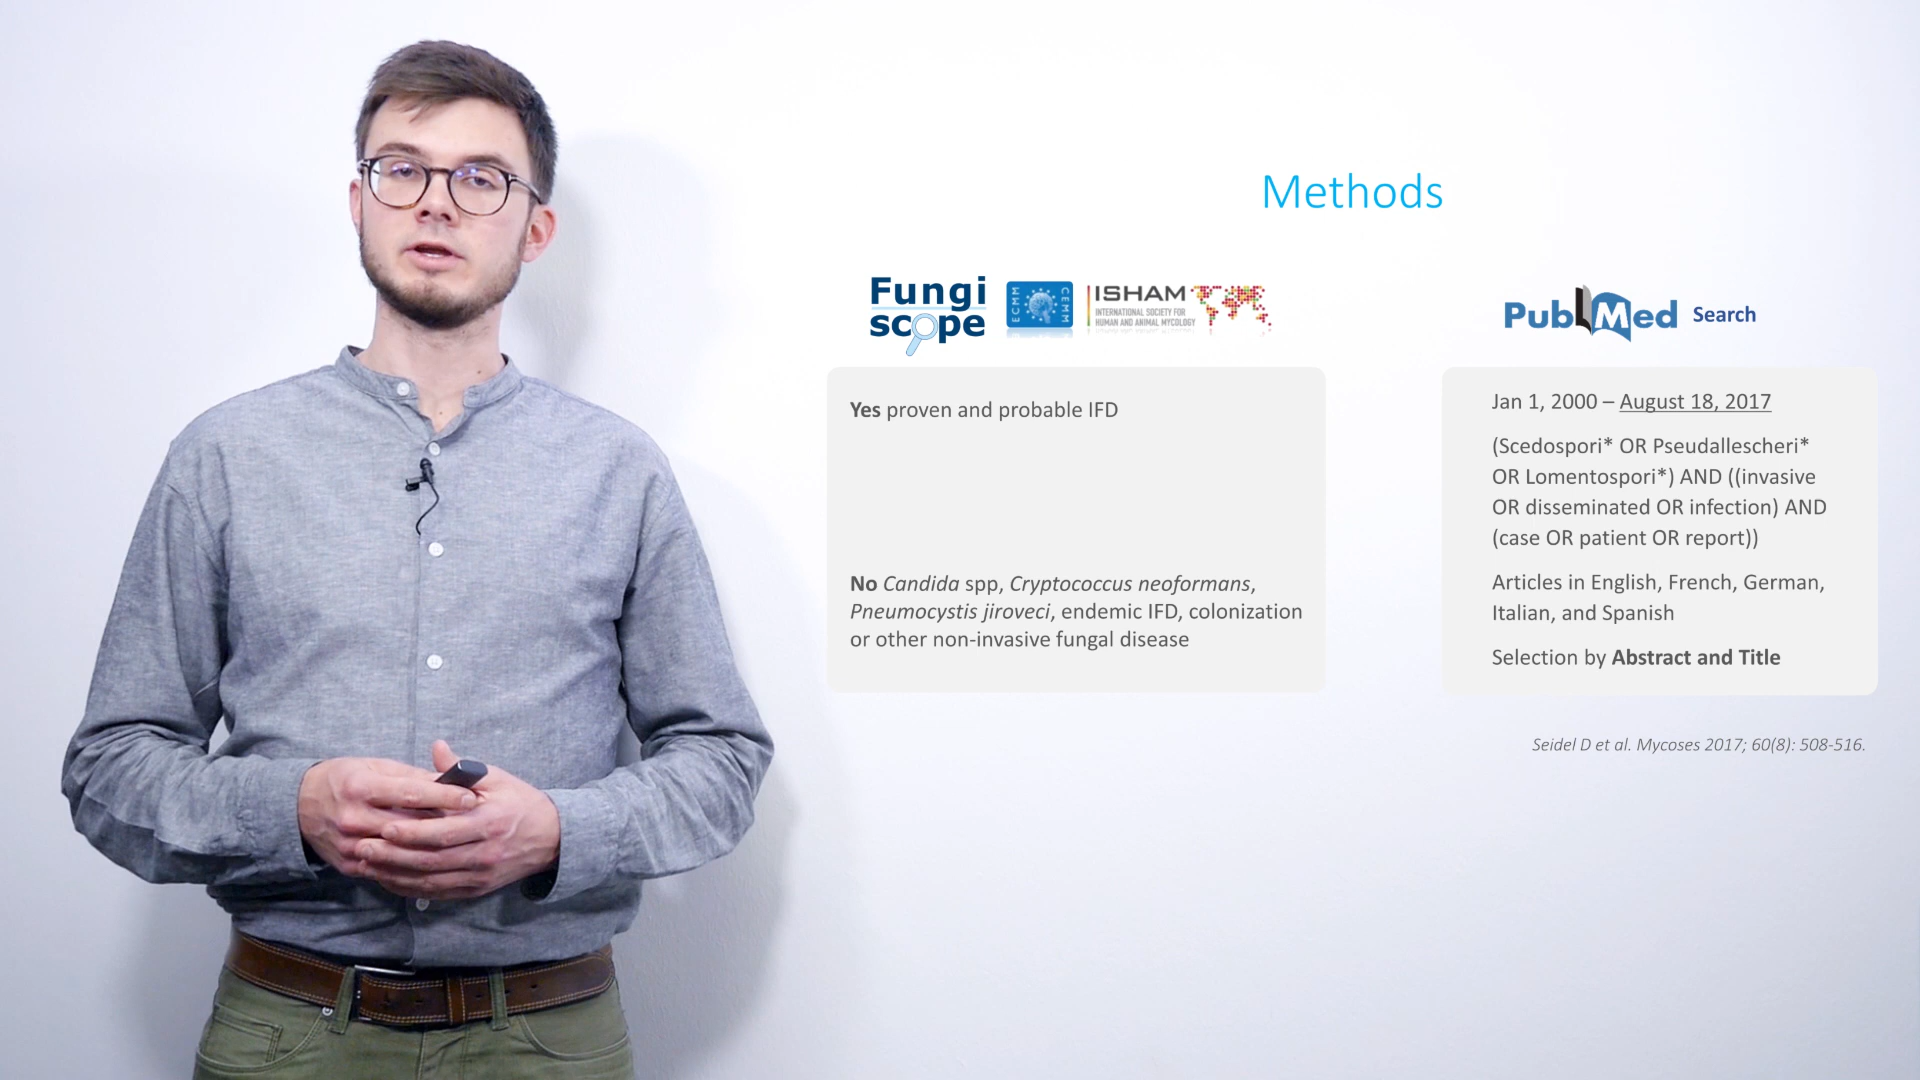 Methods
Fungi
scope
ECMM
CEMM
ISHAM
INTERNATIONAL SOCIETY FOR
HUMAN AND ANIMAL MYCOLOGY
PubMed Search
Yes proven and probable IFD
No Candida spp, Cryptococcus neoformans,
Pneumocystis jiroveci, endemic IFD, colonization
or other non-invasive fungal disease
Jan 1, 2000 – August 18, 2017
(Scedospori* OR Pseudallescheri*
OR Lomentospori*) AND ((invasive
OR disseminated OR infection) AND
(case OR patient OR report))
Articles in English, French, German,
Italian, and Spanish
Selection by Abstract and Title
Seidel D et al. Mycoses 2017; 60(8): 508-516.